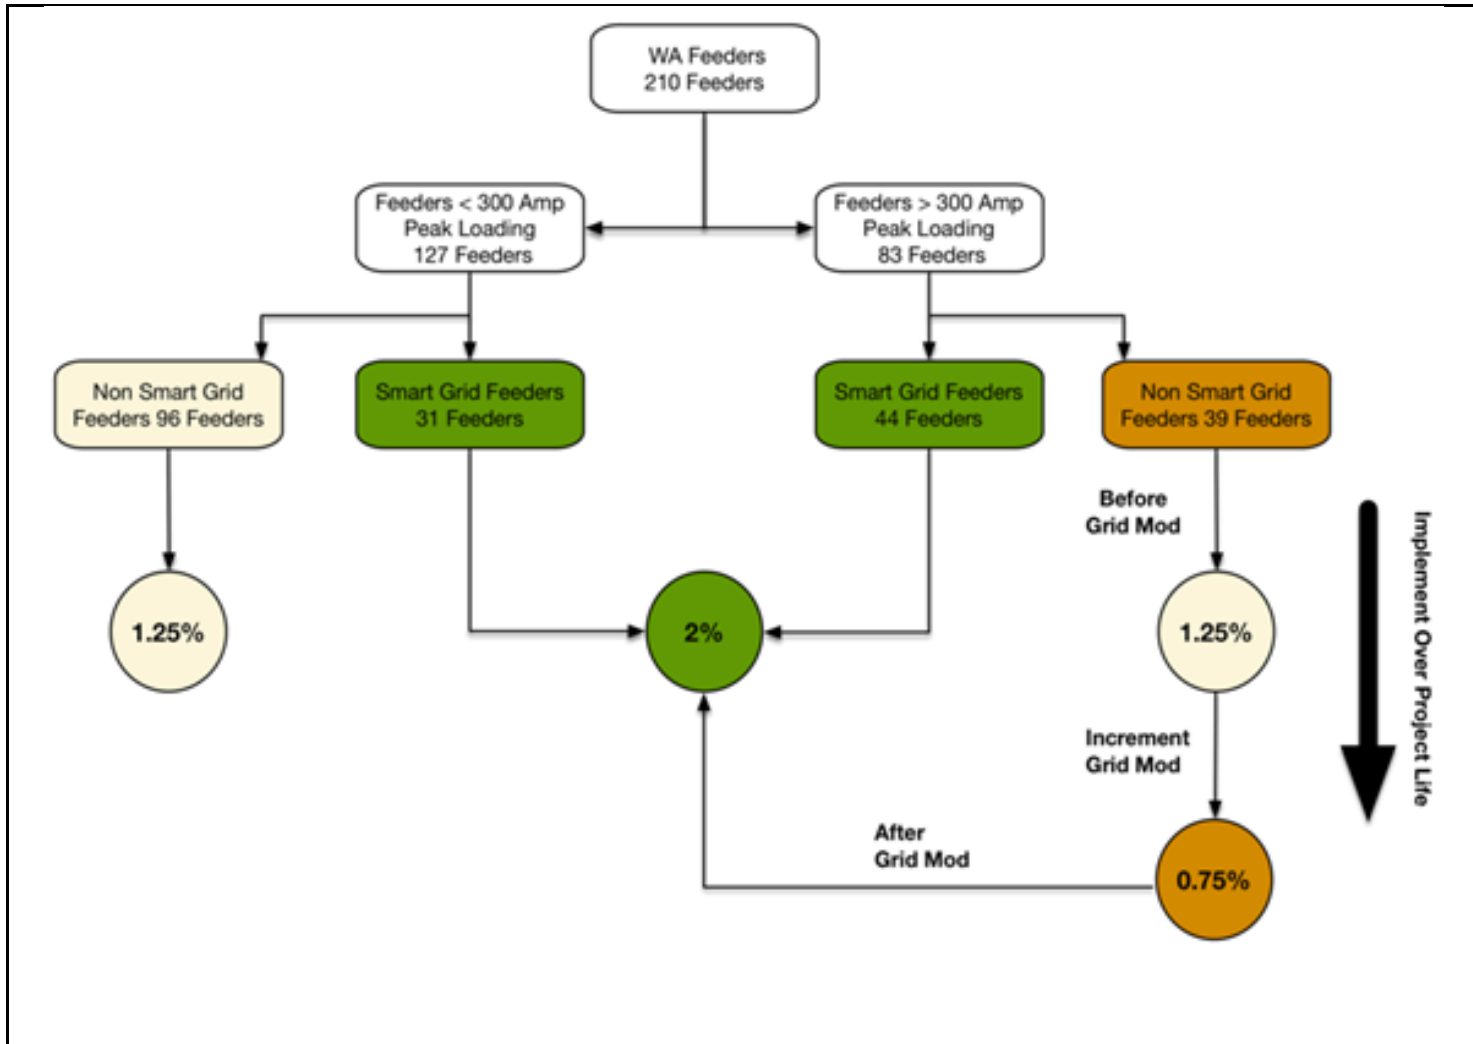 WA Feeders
210 Feeders
Feeders < 300 Amp
Peak Loading
127 Feeders
Feeders > 300 Amp
Peak Loading
83 Feeders
Non Smart Grid
Feeders 96 Feeders
Smart Grid Feeders
31 Feeders
Smart Grid Feeders
44 Feeders
Non Smart Grid
Feeders 39 Feeders
Before
Grid Mod
1.25%
2%
1.25%
Implement Over Project Life
Increment
Grid Mod
After
Grid Mod
0.75%